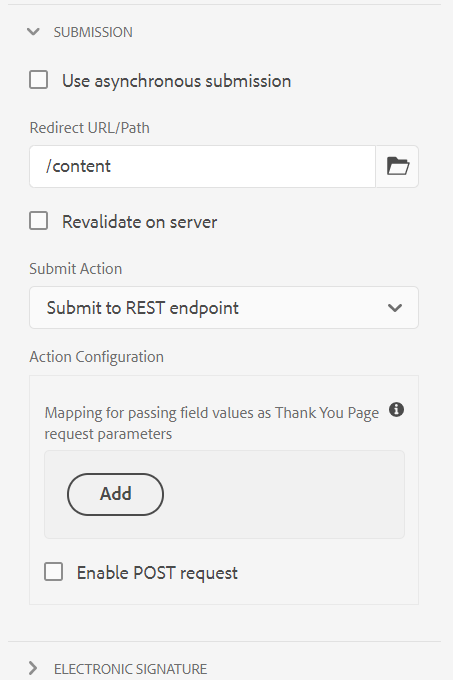 SUBMISSION
Use asynchronous submission
Redirect URL/Path
/content
Revalidate on server
Submit Action
Submit to REST endpoint
Action Configuration
Mapping for passing field values as Thank You Page
request parameters
Add
Enable POST request
ELECTRONIC SIGNATURE